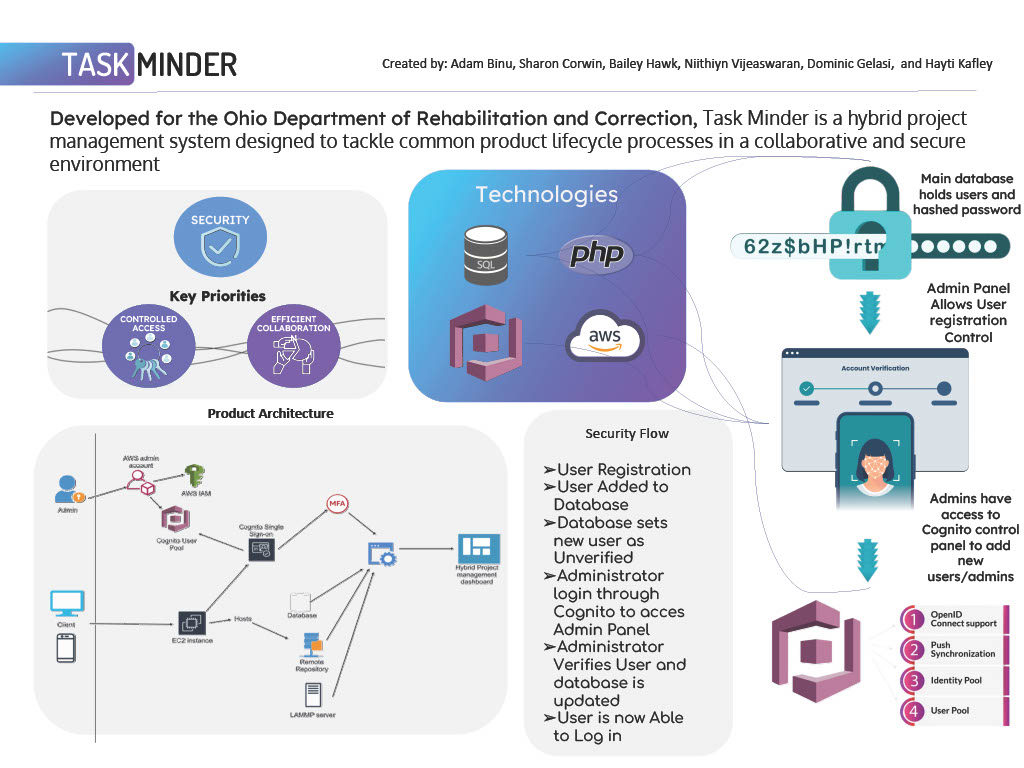 TASK MINDER
Created by: Adam Binu, Sharon Corwin, Bailey Hawk, Niithiyn Vijeaswaran, Dominic Gelasi,  and Hayti Kafley
Developed for the Ohio Department of Rehabilitation and Correction, Task Minder is a hybrid project
management system designed to tackle common product lifecycle processes in a collaborative and secure
environment
SECURITY
Key Priorities
CONTROLLED
ACCESS
EFFICIENT
COLLABORATION
Technologies
SQL
php
aws
Main database
holds users and
hashed password
62z$bHP!rtn
Admin Panel
Allows User
registration
Control
Account Verification
Admins have
access to
Cognito control
panel to add
new
users/admins
1 OpenID
Connect support
2 Push
Synchronization
3 Identity Pool
4 User Pool
Product Architecture
AWS admin
account
AWS IAM
Admin
Cognito User
Pool
Cognito Single
Sign-on
MFA
Hybrid Project
management
dashboard
Client
EC2 instance
Hosts
Database
Remote
Repository
LAMMP server
Security Flow
➢User Registration
➢User Added to
Database
➢Database sets
new user as
Unverified
➢Administrator
login through
Cognito to acces
Admin Panel
➢Administrator
Verifies User and
database is
updated
➢User is now Able
to Log in